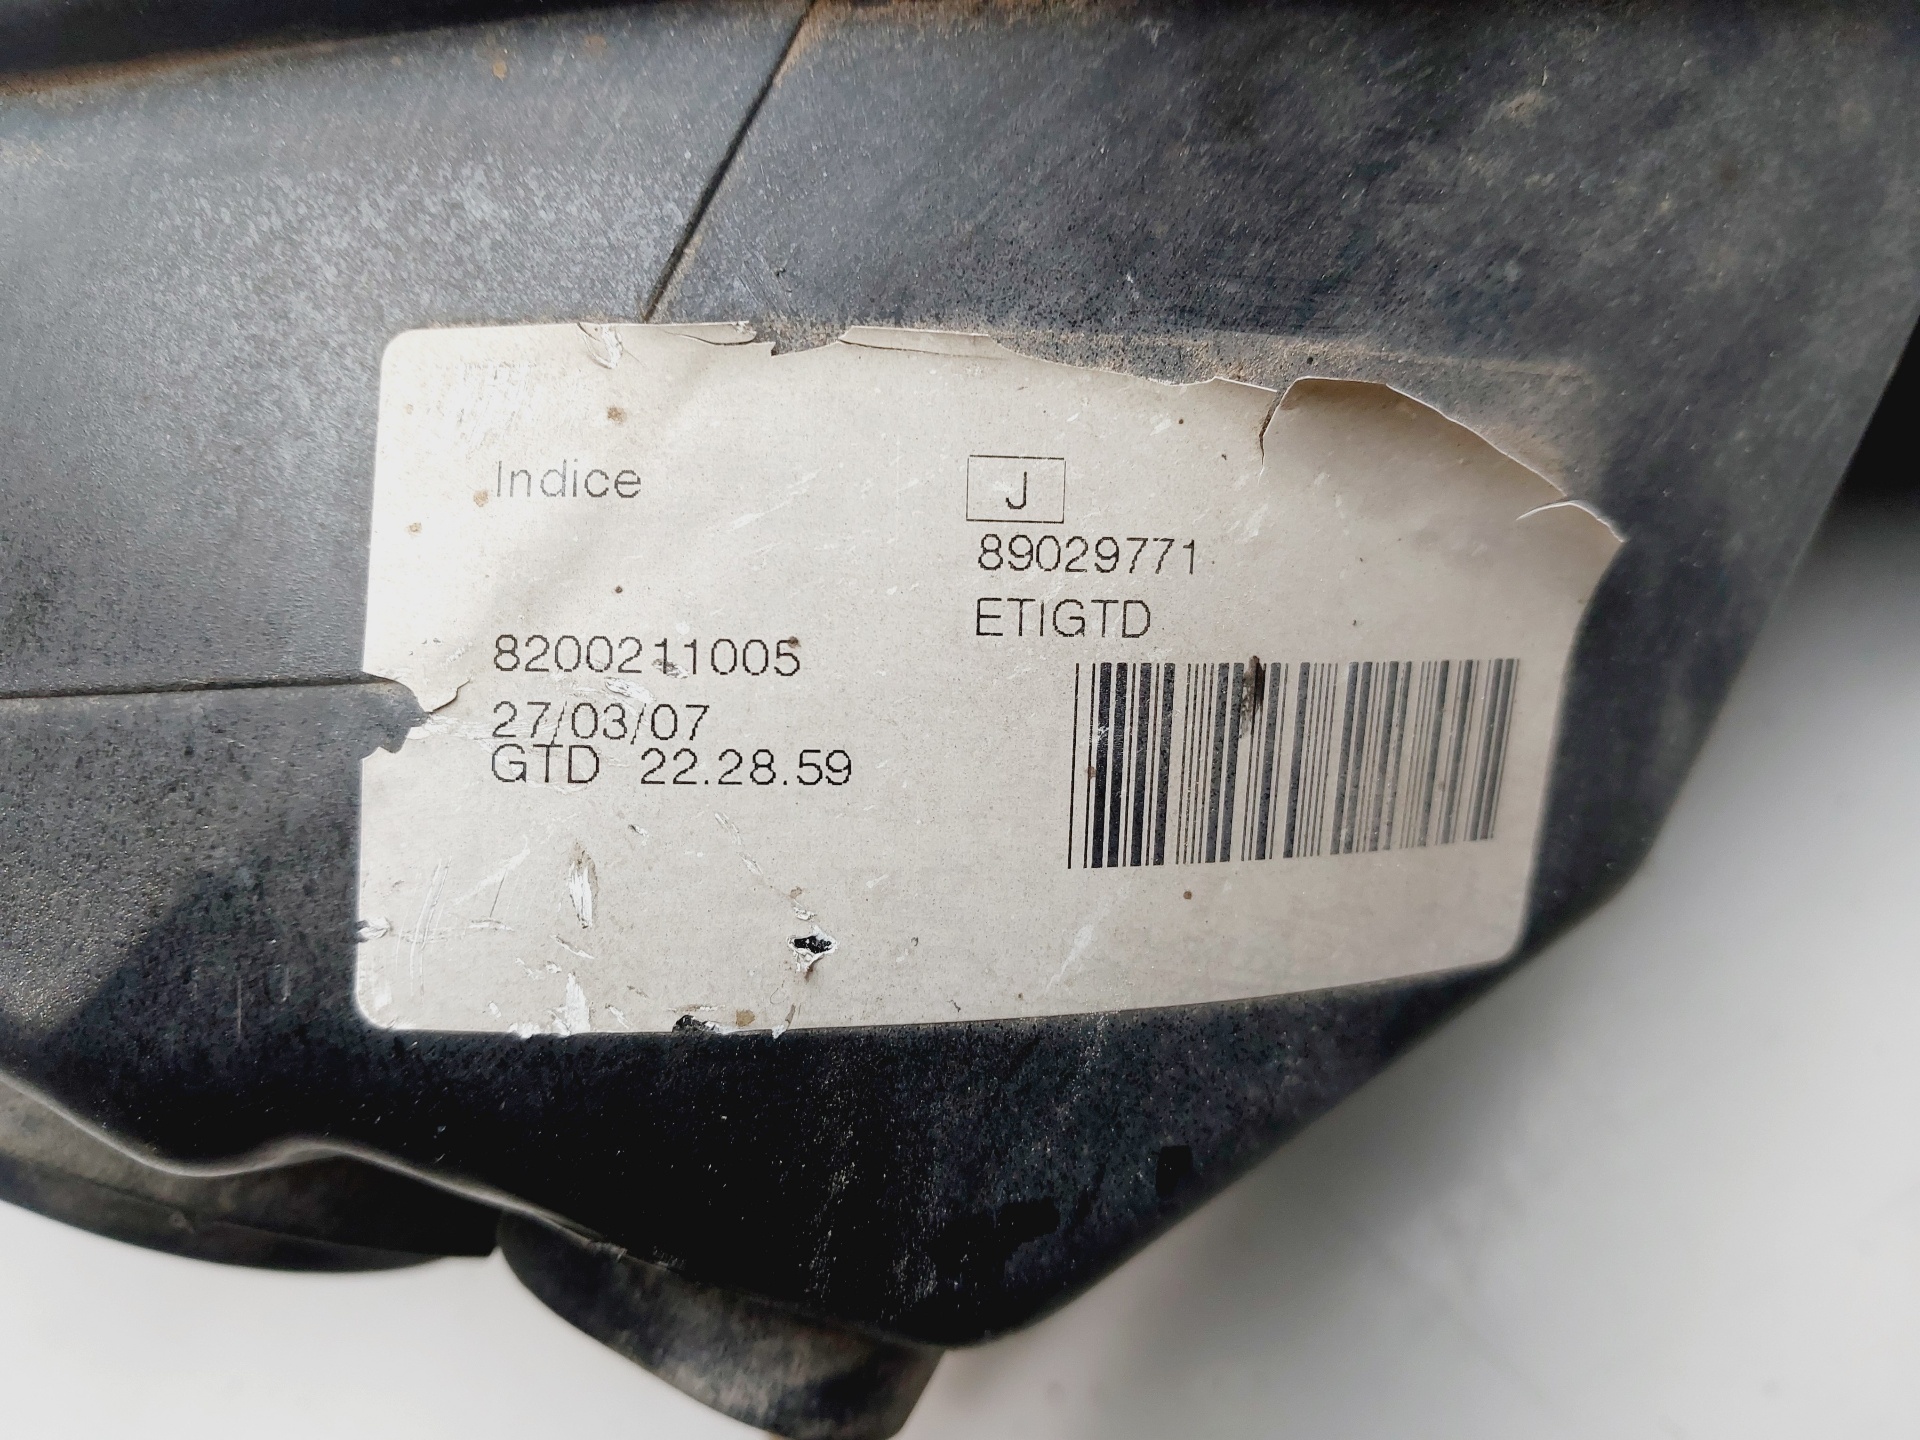 Indice J
89029771
ETIGTD
8200211005
27/03/07
GTD 22.28.59